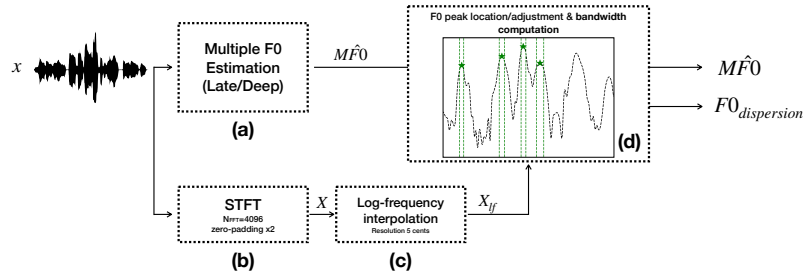 F0 peak location/adjustment & bandwidth
computation
x
Multiple F0
Estimation
(Late/Deep)
MF̂0
MF̂0
F0dispersion
(a)
(d)
STFT
NFFT=4096
zero-padding x2
X
Log-frequency
interpolation
Resolution 5 cents
Xlf
(b)
(c)